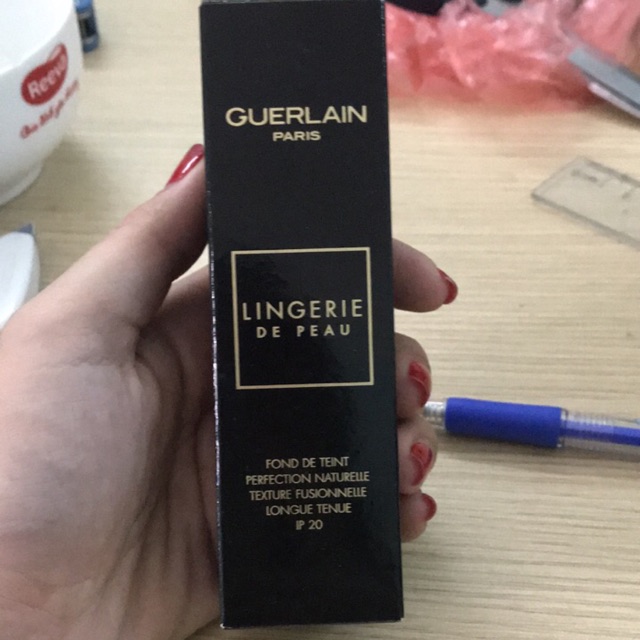 Reeva
GUERLAIN
PARIS
LINGERIE
DE PEAU
FOND DE TEINT
PERFECTION NATURELLE
TEXTURE FUSIONNELLE
LONGUE TENUE
IP 20